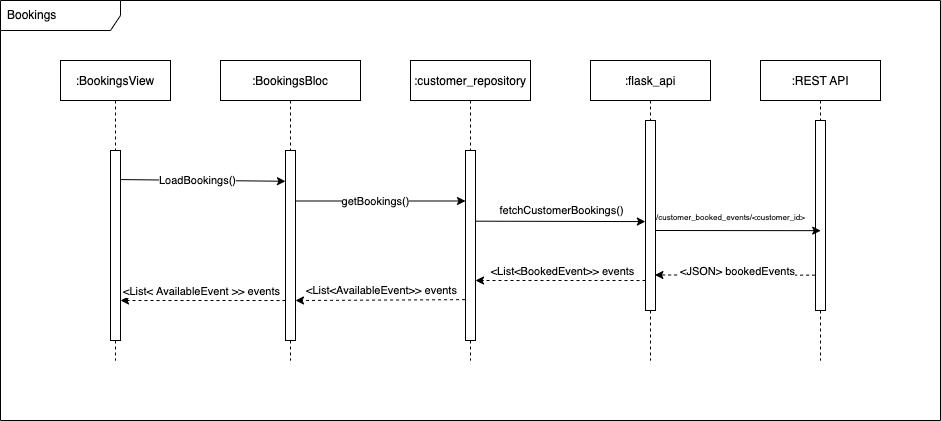 Bookings
:BookingsView
:BookingsBloc
:customer_repository
:flask_api
:REST API
LoadBookings()
getBookings()
fetchCustomerBookings()
/customer_booked_events/<customer_id>
<JSON> bookedEvents
<List<BookedEvent>> events
<List<AvailableEvent>> events
<List< AvailableEvent >> events